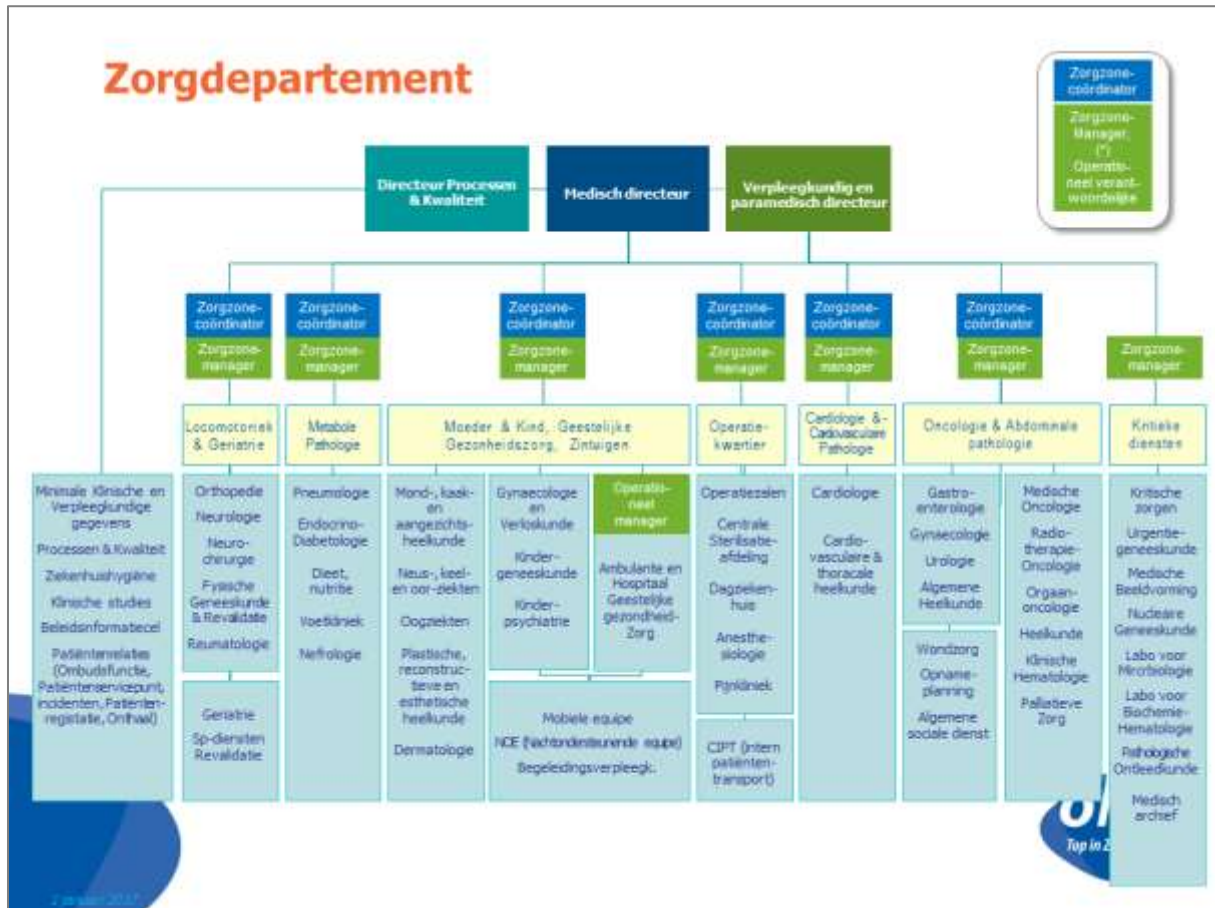 Zorgdepartement
Zorgzone-
coördinator
Zorgzone-
Manager,
(*)
Operatio-
neel verant-
woordelijke
Directeur Processen
& Kwaliteit
Medisch directeur
Verpleegkundig en
paramedisch directeur
Zorgzone-
coördinator
Zorgzone-
manager
Zorgzone-
coördinator
Zorgzone-
manager
Zorgzone-
coördinator
Zorgzone-
manager
Zorgzone-
coördinator
Zorgzone-
manager
Zorgzone-
coördinator
Zorgzone-
manager
Zorgzone-
coördinator
Zorgzone-
manager
Zorgzone-
manager
Locomotoriek
& Geriatrie
Metabole
Pathologie
Moeder & Kind, Geestelijke
Gezonheidszorg, Zintuigen
Operatie-
kwartier
Cardiologie &-
Cardiovasculaire
Pathologie
Oncologie & Abdominale
pathologie
Kritieke
diensten
Minimale Klinische en
Verpleegkundige
gegevens
Processen & Kwaliteit
Ziekenhuishygiëne
Klinische studies
Beleidsinformatiecel
Patiëntenrelaties
(Ombudsfunctie,
Patiëntenservicepunt,
incidenten, Patiënten-
registatie, Onthaal)
Orthopedie
Neurologie
Neuro-
chirurgie
Fysische
Geneeskunde
& Revalidatie
Reumatologie
Geriatrie
Sp-diensten
Revalidatie
Pneumologie
Endocrino-
Diabetologie
Dieet,
nutritie
Voetkliniek
Nefrologie
Mond-, kaak-
en
aangezichts-
heelkunde
Neus-, keel-
en oor-ziekten
Oogziekten
Plastische,
reconstruc-
tieve en
esthetische
heelkunde
Dermatologie
Gynaecologie
en
Verloskunde
Kinder-
geneeskunde
Kinder-
psychiatrie
Operatio-
neel
manager
Ambulante en
Hospitaal
Geestelijke
gezondheid-
Zorg
Mobiele equipe
NOE (Nachtondersteunende equipe)
Begeleidingsverpleegk.
Operatiezalen
Centrale
Sterilisatie-
afdeling
Dagzieken-
huis
Anesthe-
siologie
Pijnkliniek
CIPT (intern
patiënten-
transport)
Cardiologie
Cardio-
vasculaire &
thoracale
heelkunde
Gastro-
enterologie
Gynaecologie
Urologie
Algemene
Heelkunde
Wondzorg
Opname-
planning
Algemene
sociale dienst
Medische
Oncologie
Radio-
therapie-
Oncologie
Orgaan-
oncologie
Heelkunde
Klinische
Hematologie
Palliatieve
Zorg
Kritische
zorgen
Urgentie-
geneeskunde
Medische
Beeldvorming
Nucleaire
Geneeskunde
Labo voor
Microbiologie
Labo voor
Biochemie-
Hematologie
Pathologische
Ontleedkunde
Medisch
archief
Top in Z